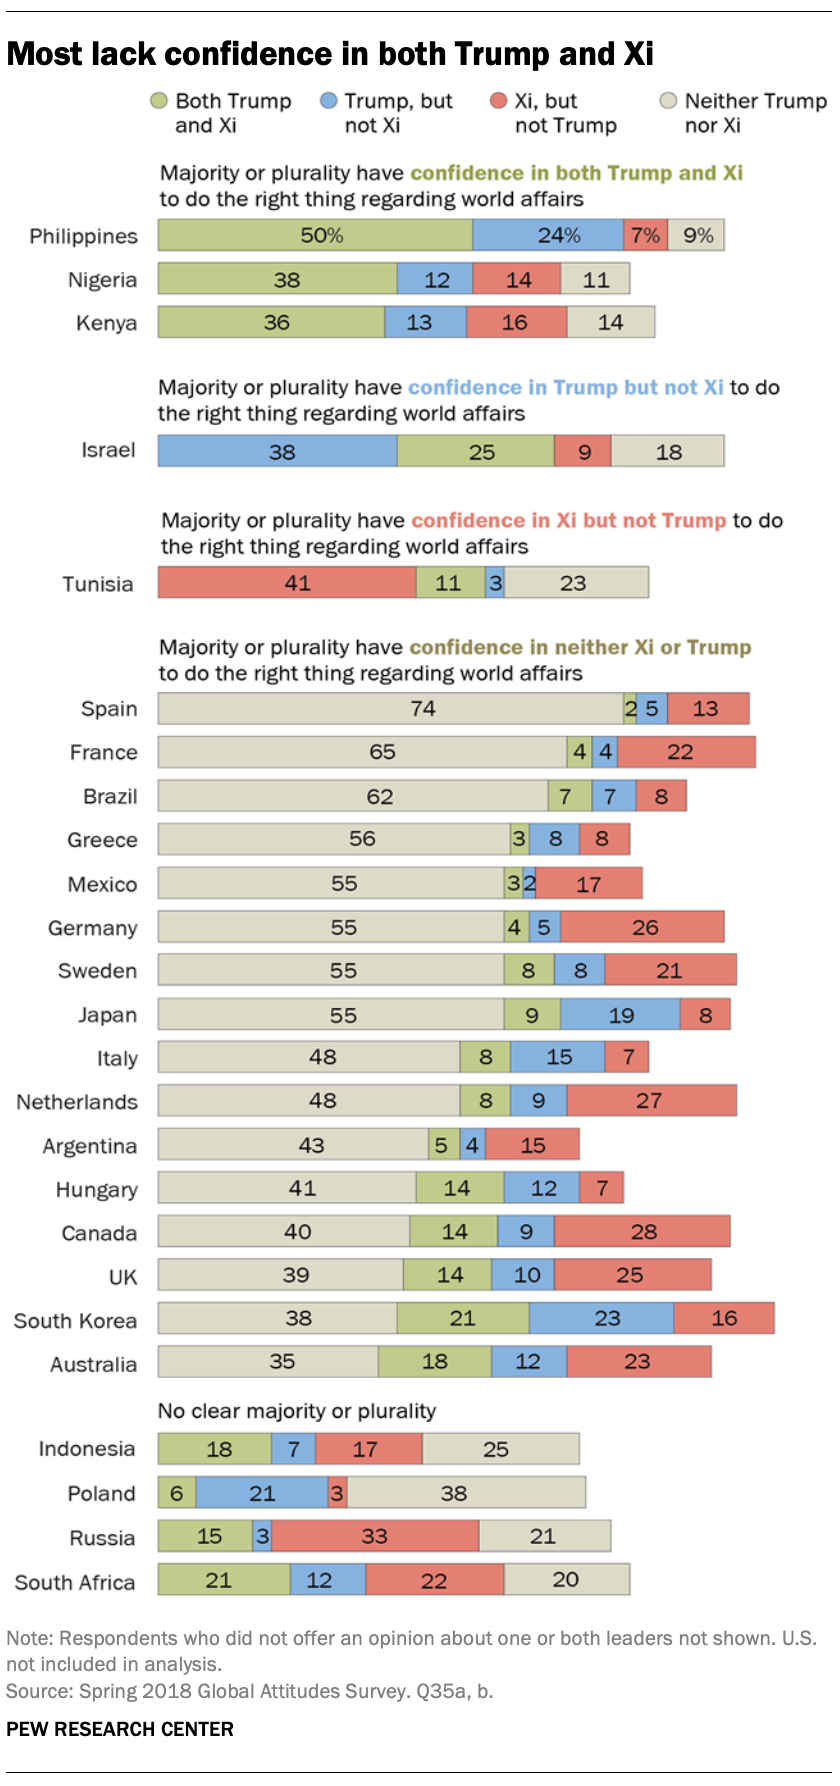 Most lack confidence in both Trump and Xi
Both Trump and Xi
Trump, but not Xi
Xi, but not Trump
Neither Trump nor Xi
Majority or plurality have confidence in both Trump and Xi
to do the right thing regarding world affairs
Philippines 50% 24% 7% 9%
Nigeria 38 12 14 11
Kenya 36 13 16 14
Majority or plurality have confidence in Trump but not Xi to do
the right thing regarding world affairs
Israel 38 25 9 18
Majority or plurality have confidence in Xi but not Trump to do
the right thing regarding world affairs
Tunisia 41 11 3 23
Majority or plurality have confidence in neither Xi or Trump
to do the right thing regarding world affairs
Spain 74 2 5 13
France 65 4 4 22
Brazil 62 7 7 8
Greece 56 3 8 8
Mexico 55 3 2 17
Germany 55 4 5 26
Sweden 55 8 8 21
Japan 55 9 19 8
Italy 48 8 15 7
Netherlands 48 8 9 27
Argentina 43 5 4 15
Hungary 41 14 12 7
Canada 40 14 9 28
UK 39 14 10 25
South Korea 38 21 23 16
Australia 35 18 12 23
No clear majority or plurality
Indonesia 18 7 17 25
Poland 6 21 3 38
Russia 15 3 33 21
South Africa 21 12 22 20
Note: Respondents who did not offer an opinion about one or both leaders not shown. U.S.
not included in analysis.
Source: Spring 2018 Global Attitudes Survey. Q35a, b.
PEW RESEARCH CENTER